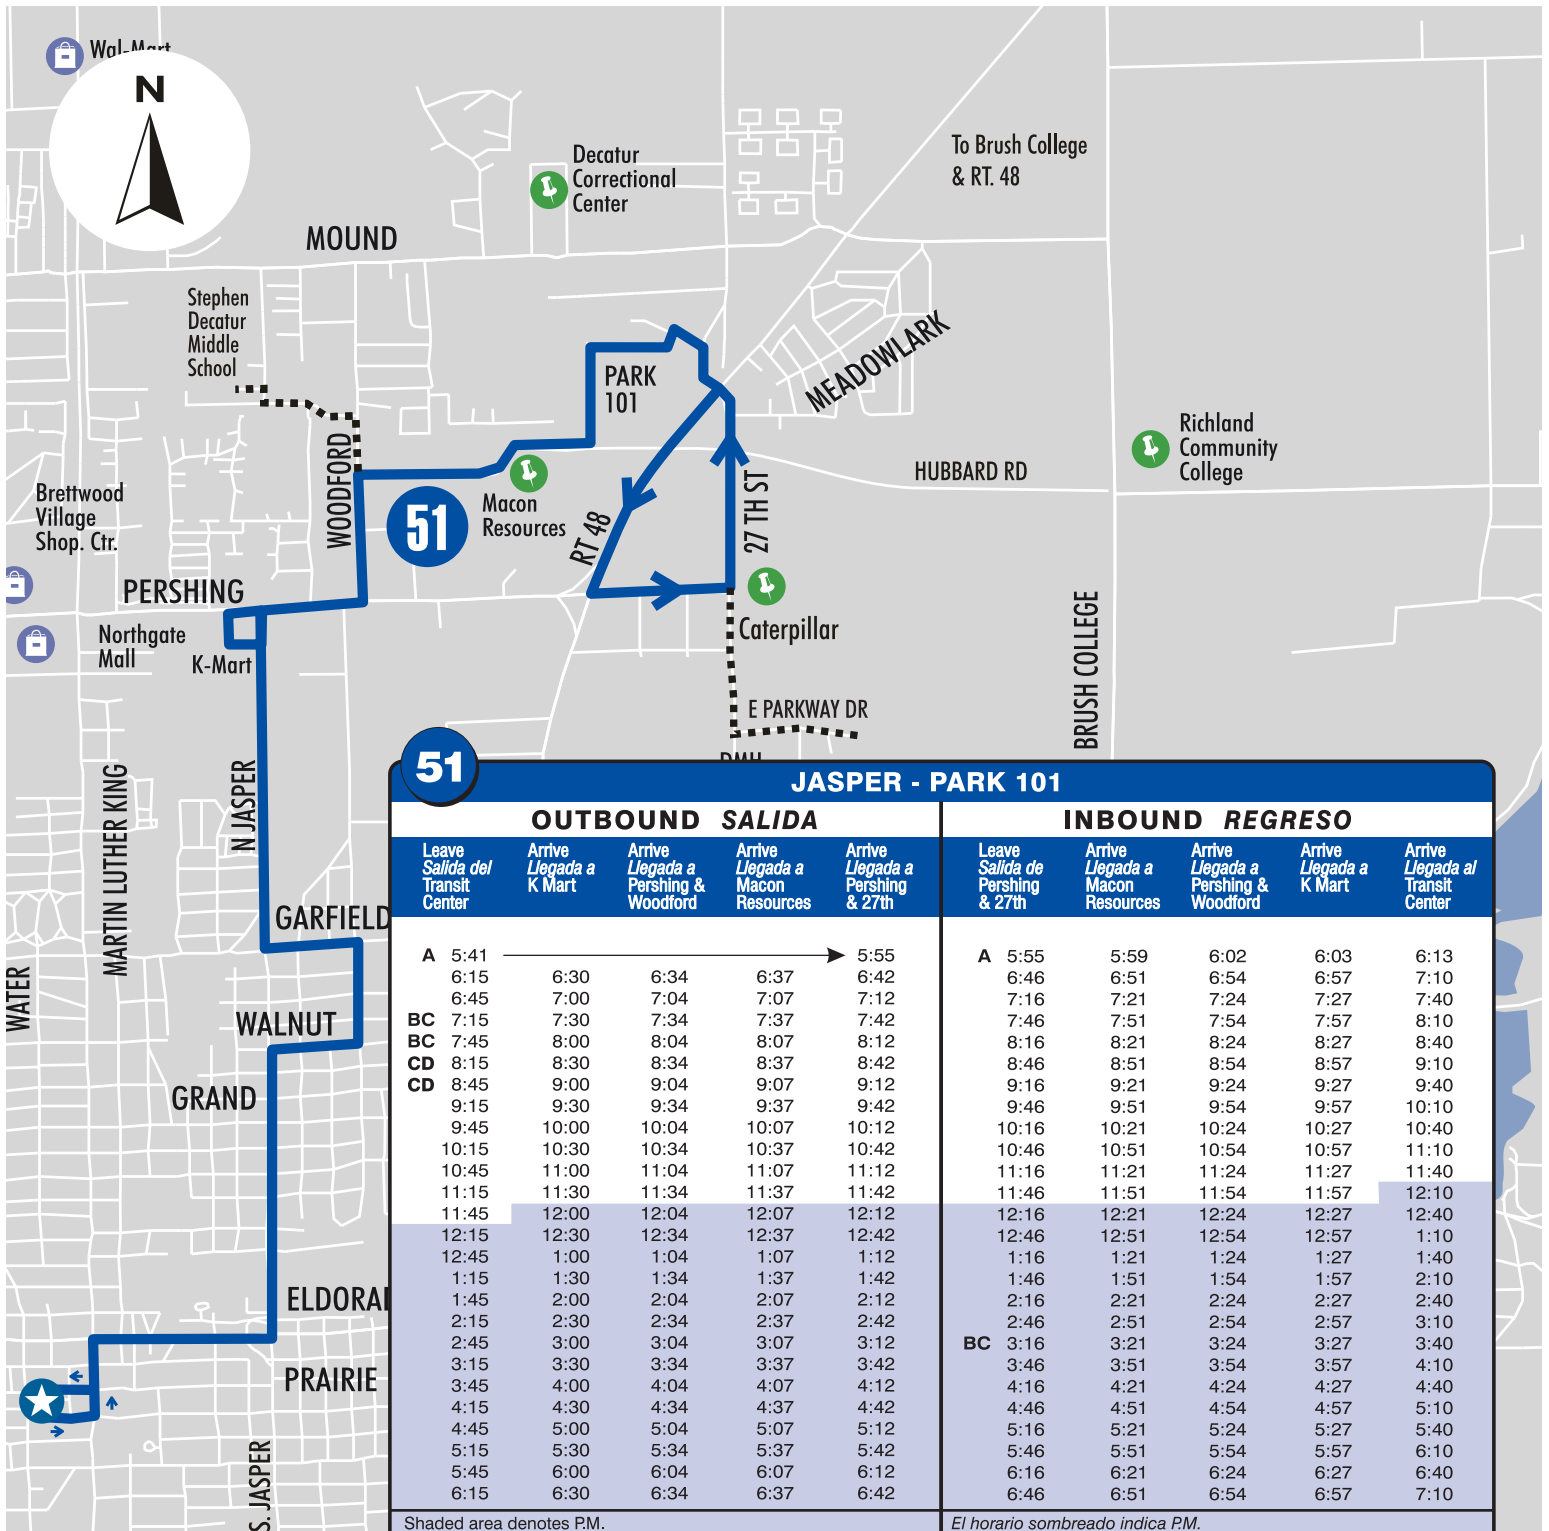 Wal-Mart
N
Decatur
Correctional
Center
To Brush College
& RT. 48
MOUND
Stephen
Decatur
Middle
School
PARK
101
MEADOWLARK
Richland
Community
College
WOODFORD
HUBBARD RD
Brettwood
Village
Shop. Ctr.
51
Macon
Resources
RT 48
27 TH ST
PERSHING
Northgate
Mall
K-Mart
Caterpillar
BRUSH COLLEGE
E PARKWAY DR
DMH
MARTIN LUTHER KING
N JASPER
GARFIELD
WATER
WALNUT
GRAND
ELDORA
PRAIRIE
S. JASPER
51
JASPER - PARK 101
OUTBOUND SALIDA
Leave Salida del Transit Center | Arrive Llegada a K Mart | Arrive Llegada a Pershing & Woodford | Arrive Llegada a Macon Resources | Arrive Llegada a Pershing & 27th
A 5:41 5:55
6:15 6:30 6:34 6:37 6:42
6:45 7:00 7:04 7:07 7:12
BC 7:15 7:30 7:34 7:37 7:42
BC 7:45 8:00 8:04 8:07 8:12
CD 8:15 8:30 8:34 8:37 8:42
CD 8:45 9:00 9:04 9:07 9:12
9:15 9:30 9:34 9:37 9:42
9:45 10:00 10:04 10:07 10:12
10:15 10:30 10:34 10:37 10:42
10:45 11:00 11:04 11:07 11:12
11:15 11:30 11:34 11:37 11:42
11:45 12:00 12:04 12:07 12:12
12:15 12:30 12:34 12:37 12:42
12:45 1:00 1:04 1:07 1:12
1:15 1:30 1:34 1:37 1:42
1:45 2:00 2:04 2:07 2:12
2:15 2:30 2:34 2:37 2:42
2:45 3:00 3:04 3:07 3:12
3:15 3:30 3:34 3:37 3:42
3:45 4:00 4:04 4:07 4:12
4:15 4:30 4:34 4:37 4:42
4:45 5:00 5:04 5:07 5:12
5:15 5:30 5:34 5:37 5:42
5:45 6:00 6:04 6:07 6:12
6:15 6:30 6:34 6:37 6:42
Shaded area denotes P.M.
INBOUND REGRESO
Leave Salida de Pershing & 27th | Arrive Llegada a Macon Resources | Arrive Llegada a Pershing & Woodford | Arrive Llegada a K Mart | Arrive Llegada al Transit Center
A 5:55 5:59 6:02 6:03 6:13
6:46 6:51 6:54 6:57 7:10
7:16 7:21 7:24 7:27 7:40
7:46 7:51 7:54 7:57 8:10
8:16 8:21 8:24 8:27 8:40
8:46 8:51 8:54 8:57 9:10
9:16 9:21 9:24 9:27 9:40
9:46 9:51 9:54 9:57 10:10
10:16 10:21 10:24 10:27 10:40
10:46 10:51 10:54 10:57 11:10
11:16 11:21 11:24 11:27 11:40
11:46 11:51 11:54 11:57 12:10
12:16 12:21 12:24 12:27 12:40
12:46 12:51 12:54 12:57 1:10
1:16 1:21 1:24 1:27 1:40
1:46 1:51 1:54 1:57 2:10
2:16 2:21 2:24 2:27 2:40
2:46 2:51 2:54 2:57 3:10
BC 3:16 3:21 3:24 3:27 3:40
3:46 3:51 3:54 3:57 4:10
4:16 4:21 4:24 4:27 4:40
4:46 4:51 4:54 4:57 5:10
5:16 5:21 5:24 5:27 5:40
5:46 5:51 5:54 5:57 6:10
6:16 6:21 6:24 6:27 6:40
6:46 6:51 6:54 6:57 7:10
El horario sombreado indica P.M.